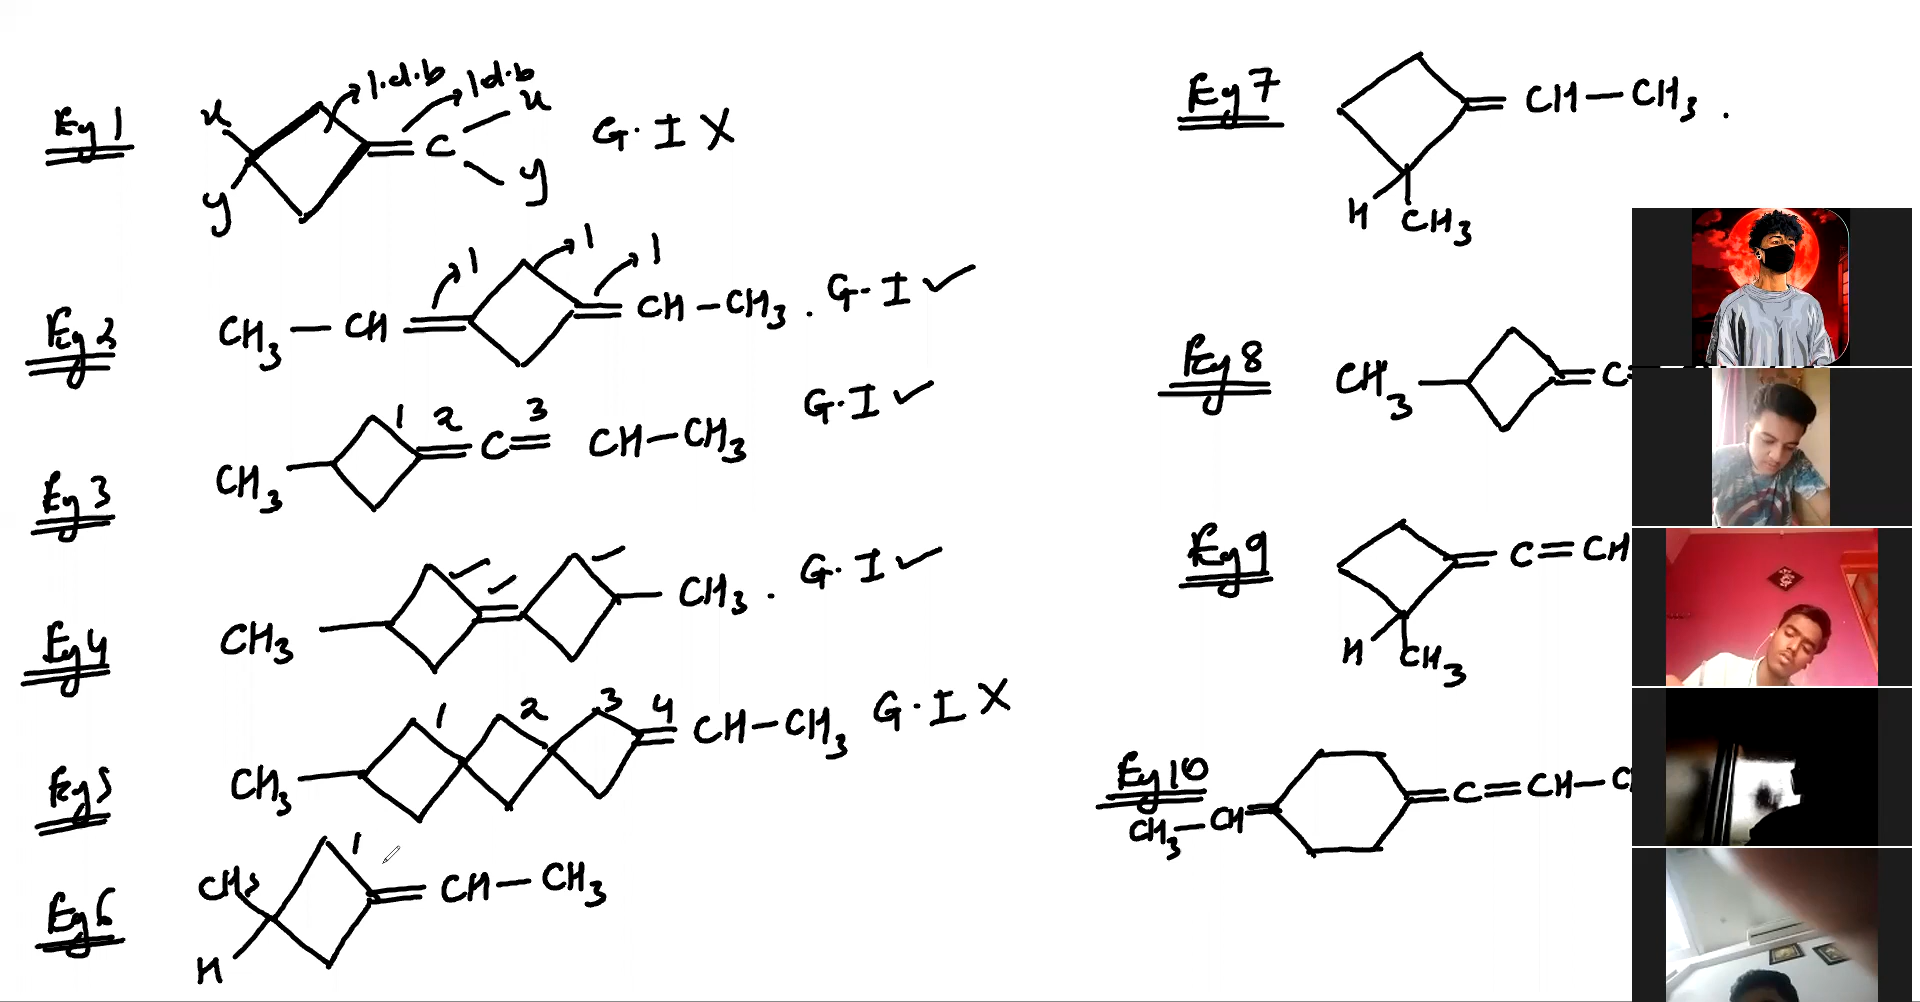 Eg 1
x
y
1.d.b
1.d.b
= C
x
y
G.I X
Eg 2
CH3 — CH = = CH – CH3 . G.I ✓
1 1 1
Eg 3
CH3 1 2 3
= C = CH – CH3
G.I ✓
Eg 4
CH3 = CH3 . G.I ✓
Eg 5
CH3 1 2 3 4
= CH – CH3 G.I X
Eg 6
CH3
H
1
= CH – CH3
Eg 7
= CH – CH3 .
H CH3
Eg 8
CH3 = C
Eg 9
= C = CH
H CH3
Eg 10
CH3 – CH = = C = CH – C